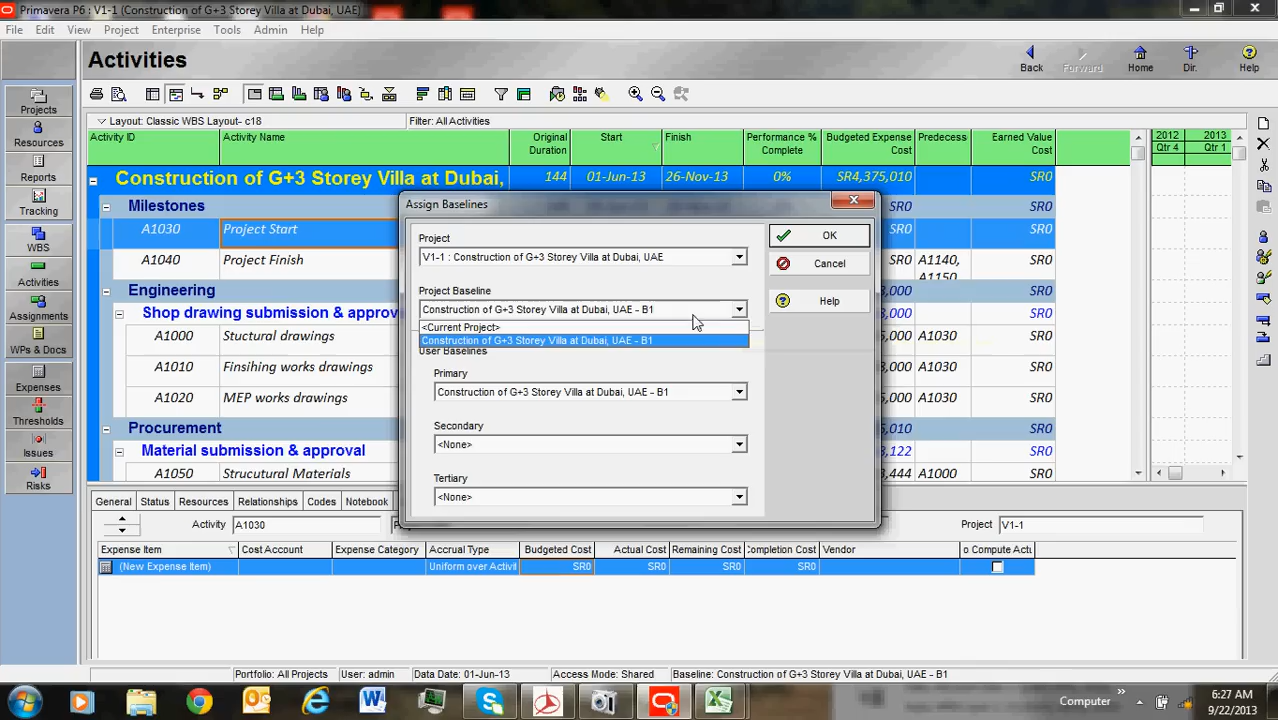 Primavera P6 : V1-1 (Construction of G+3 Storey Villa at Dubai, UAE)
File Edit View Project Enterprise Tools Admin Help
Activities
Back Forward Home Dir. Help
Layout: Classic WBS Layout- c18 Filter: All Activities
Activity ID Activity Name Original Duration Start Finish Performance % Complete Budgeted Expense Cost Predecess Earned Value Cost 2012 2013
Qtr 4 Qtr 1
Construction of G+3 Storey Villa at Dubai, 144 01-Jun-13 26-Nov-13 0% SR4,375,010 SR0
Milestones SR0
A1030 Project Start SR0
A1040 Project Finish A1140, SR0
A1150
Engineering SR0
Shop drawing submission & SR0
A1000 Stuctural drawings A1030 SR0
A1010 Finsihing works drawings A1030 SR0
A1020 MEP works drawings A1030 SR0
Procurement SR0
Material submission & approval SR0
A1050 Strucutural Materials A1000 SR0
Projects
Resources
Reports
Tracking
WBS
Activities
Assignments
WPs & Docs
Expenses
Thresholds
Issues
Risks
Assign Baselines
Project
V1-1 : Construction of G+3 Storey Villa at Dubai, UAE
Project Baseline
Construction of G+3 Storey Villa at Dubai, UAE - B1
<Current Project>
Construction of G+3 Storey Villa at Dubai, UAE - B1
User Baselines
Primary
Construction of G+3 Storey Villa at Dubai, UAE - B1
Secondary
<None>
Tertiary
<None>
OK
Cancel
Help
General Status Resources Relationships Codes Notebook
Activity A1030 Project V1-1
Expense Item Cost Account Expense Category Accrual Type Budgeted Cost Actual Cost Remaining Cost Completion Cost Vendor o Compute Actu
(New Expense Item) Uniform over Activi SR0 SR0 SR0 SR0
Portfolio: All Projects User: admin Data Date: 01-Jun-13 Access Mode: Shared Baseline: Construction of G+3 Storey Villa at Dubai, UAE - B1
Computer
6:27 AM
9/22/2013